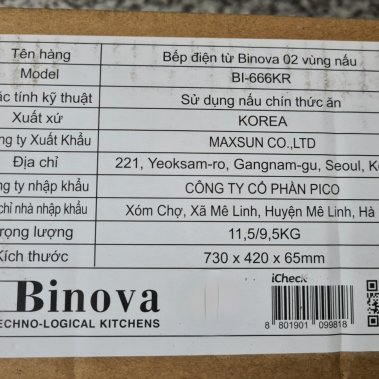 Tên hàng Bếp điện từ Binova 02 vùng nấu
Model BI-666KR
ặc tính kỹ thuật Sử dụng nấu chín thức ăn
Xuất xứ KOREA
ng ty Xuất Khẩu MAXSUN CO.,LTD
Địa chỉ 221, Yeoksam-ro, Gangnam-gu, Seoul, K
ng ty nhập khẩu CÔNG TY CỔ PHẦN PICO
chỉ nhà nhập khẩu Xóm Chợ, Xã Mê Linh, Huyện Mê Linh, Hà
rọng lượng 11,5/9,5KG
Kích thước 730 x 420 x 65mm
iCheck
Binova
ECHNO-LOGICAL KITCHENS
8 801901 099818